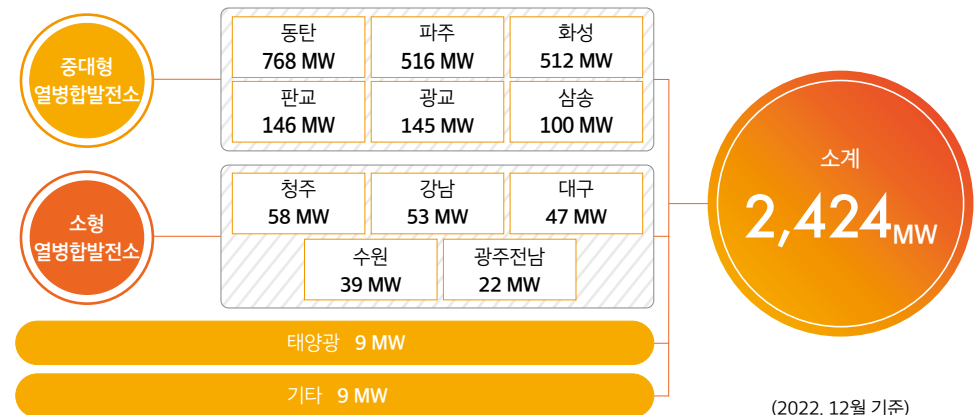 중대형
열병합발전소
동탄
768 MW
파주
516 MW
화성
512 MW
판교
146 MW
광교
145 MW
삼송
100 MW
소형
열병합발전소
청주
58 MW
강남
53 MW
대구
47 MW
수원
39 MW
광주전남
22 MW
태양광 9 MW
기타 9 MW
소계
2,424 MW
(2022. 12월 기준)